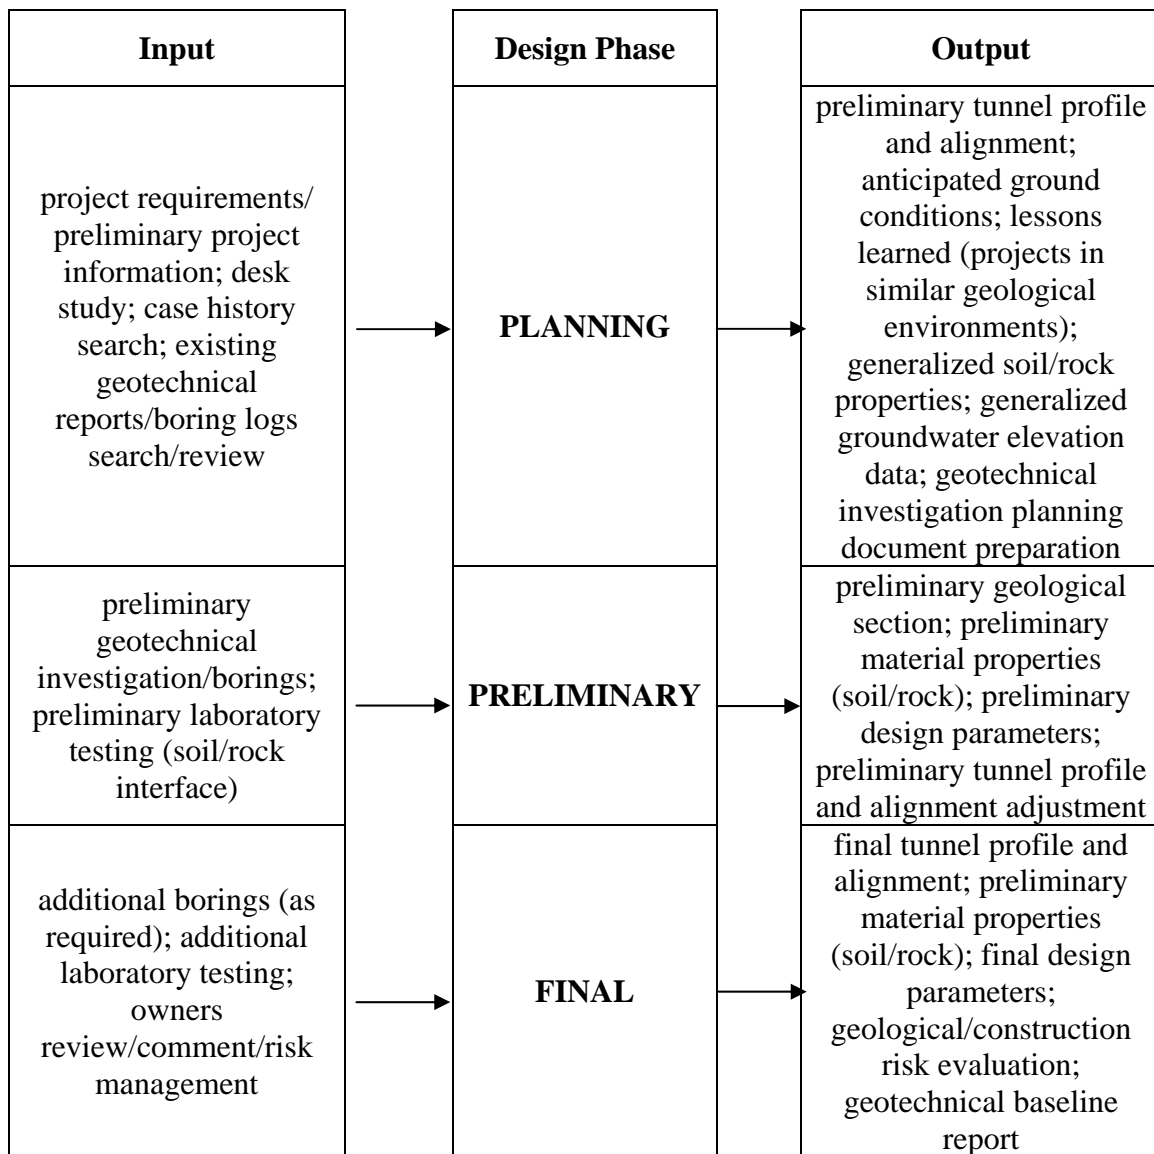 Input
Design Phase
Output
project requirements/
preliminary project
information; desk
study; case history
search; existing
geotechnical
reports/boring logs
search/review
PLANNING
preliminary tunnel profile
and alignment;
anticipated ground
conditions; lessons
learned (projects in
similar geological
environments);
generalized soil/rock
properties; generalized
groundwater elevation
data; geotechnical
investigation planning
document preparation
preliminary
geotechnical
investigation/borings;
preliminary laboratory
testing (soil/rock
interface)
PRELIMINARY
preliminary geological
section; preliminary
material properties
(soil/rock); preliminary
design parameters;
preliminary tunnel profile
and alignment adjustment
additional borings (as
required); additional
laboratory testing;
owners
review/comment/risk
management
FINAL
final tunnel profile and
alignment; preliminary
material properties
(soil/rock); final design
parameters;
geological/construction
risk evaluation;
geotechnical baseline
report